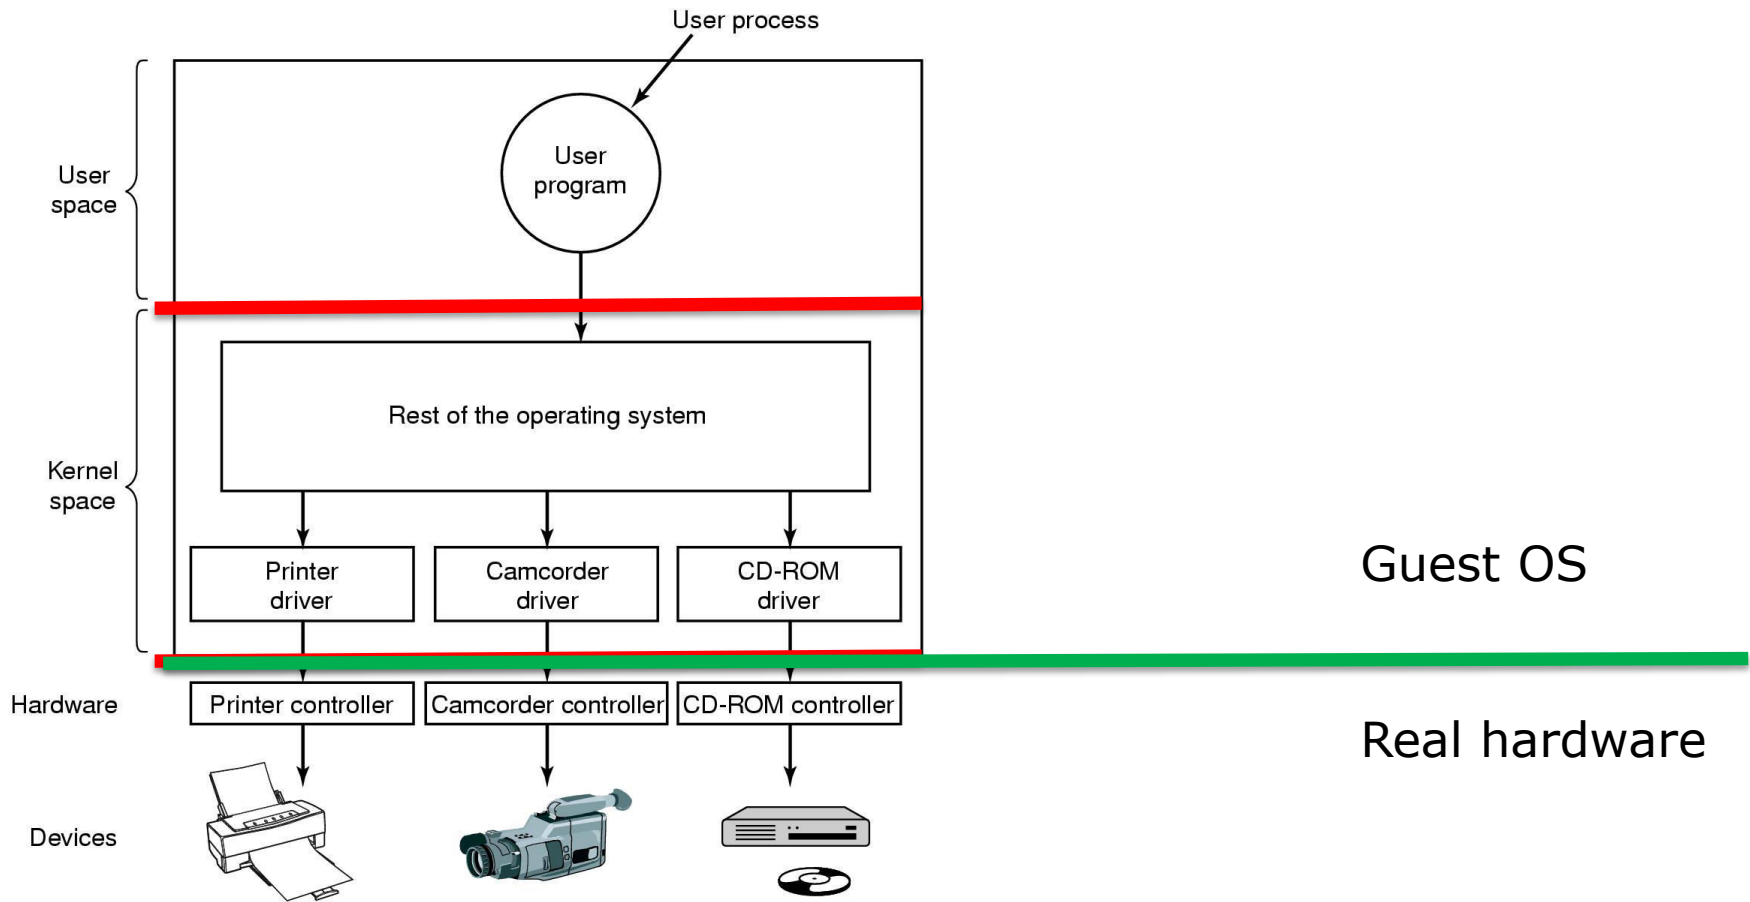 User process
User
program
User
space
Rest of the operating system
Kernel
space
Printer
driver
Camcorder
driver
CD-ROM
driver
Guest OS
Hardware
Printer controller
Camcorder controller
CD-ROM controller
Real hardware
Devices